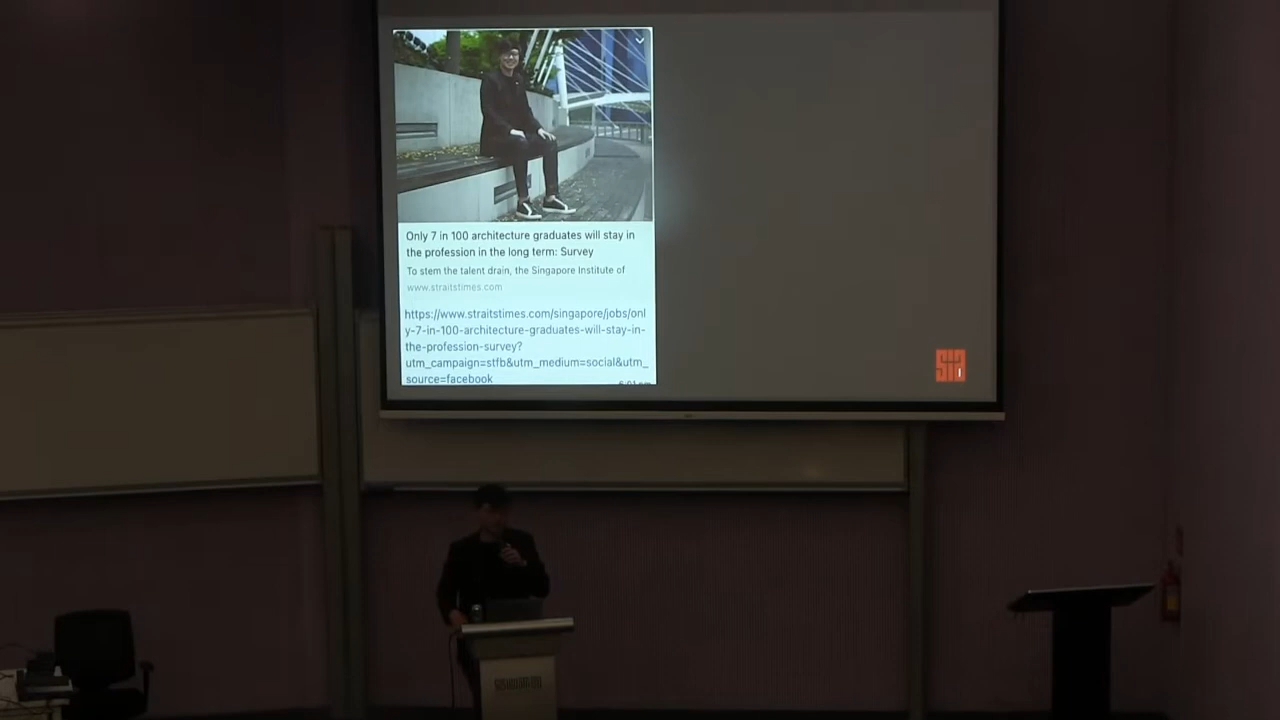 Only 7 in 100 architecture graduates will stay in
the profession in the long term: Survey
To stem the talent drain, the Singapore Institute of
www.straitstimes.com
https://www.straitstimes.com/singapore/jobs/onl
y-7-in-100-architecture-graduates-will-stay-in-
the-profession-survey?
utm_campaign=stfb&utm_medium=social&utm_
source=facebook